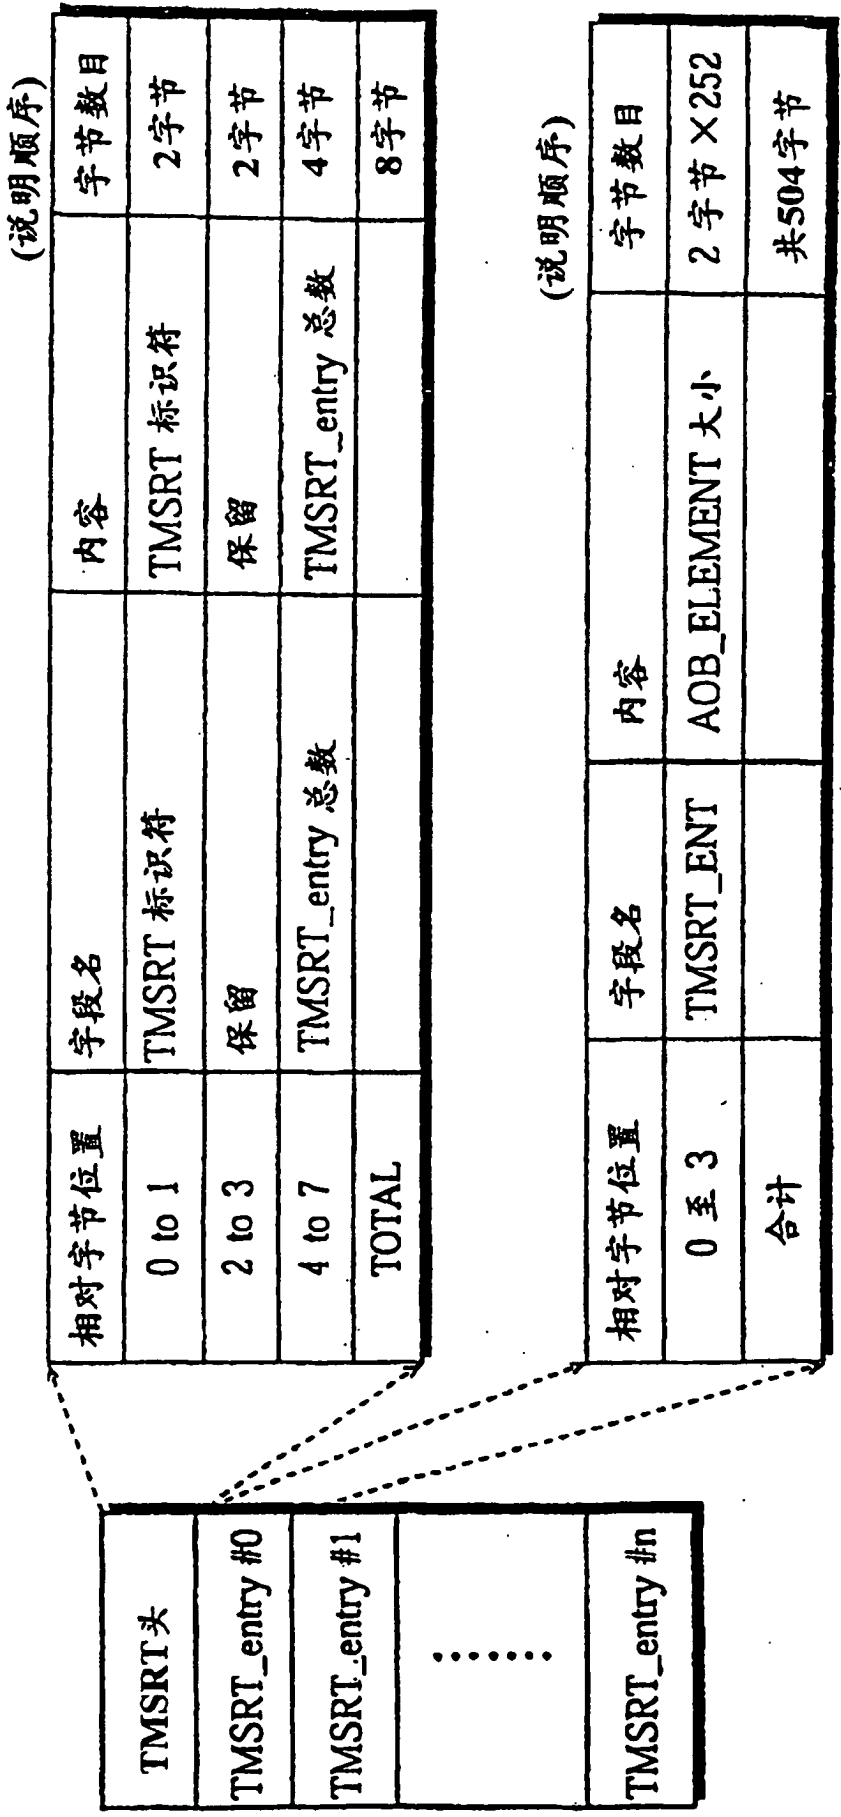 TMSRT头
TMSRT_entry #0
TMSRT_entry #1
.......
TMSRT_entry #n
(说明顺序)
相对字节位置 字段名 内容 字节数目
0 to 1 TMSRT 标识符 TMSRT 标识符 2字节
2 to 3 保留 保留 2字节
4 to 7 TMSRT_entry 总数 TMSRT_entry 总数 4字节
TOTAL 8字节
(说明顺序)
相对字节位置 字段名 内容 字节数目
0 至 3 TMSRT_ENT AOB_ELEMENT 大小 2 字节 ×252
合计 共504字节